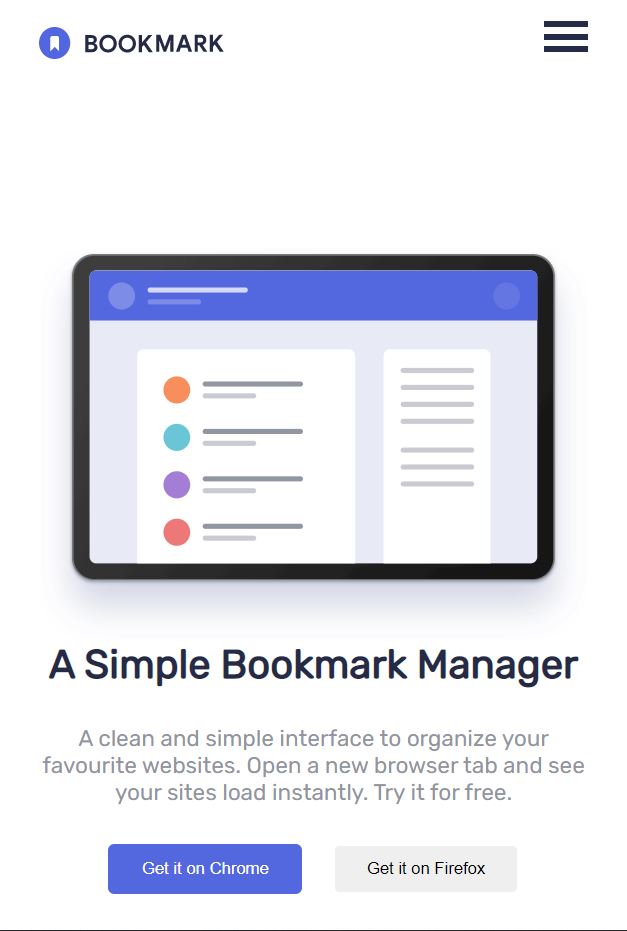 BOOKMARK
A Simple Bookmark Manager
A clean and simple interface to organize your
favourite websites. Open a new browser tab and see
your sites load instantly. Try it for free.
Get it on Chrome
Get it on Firefox